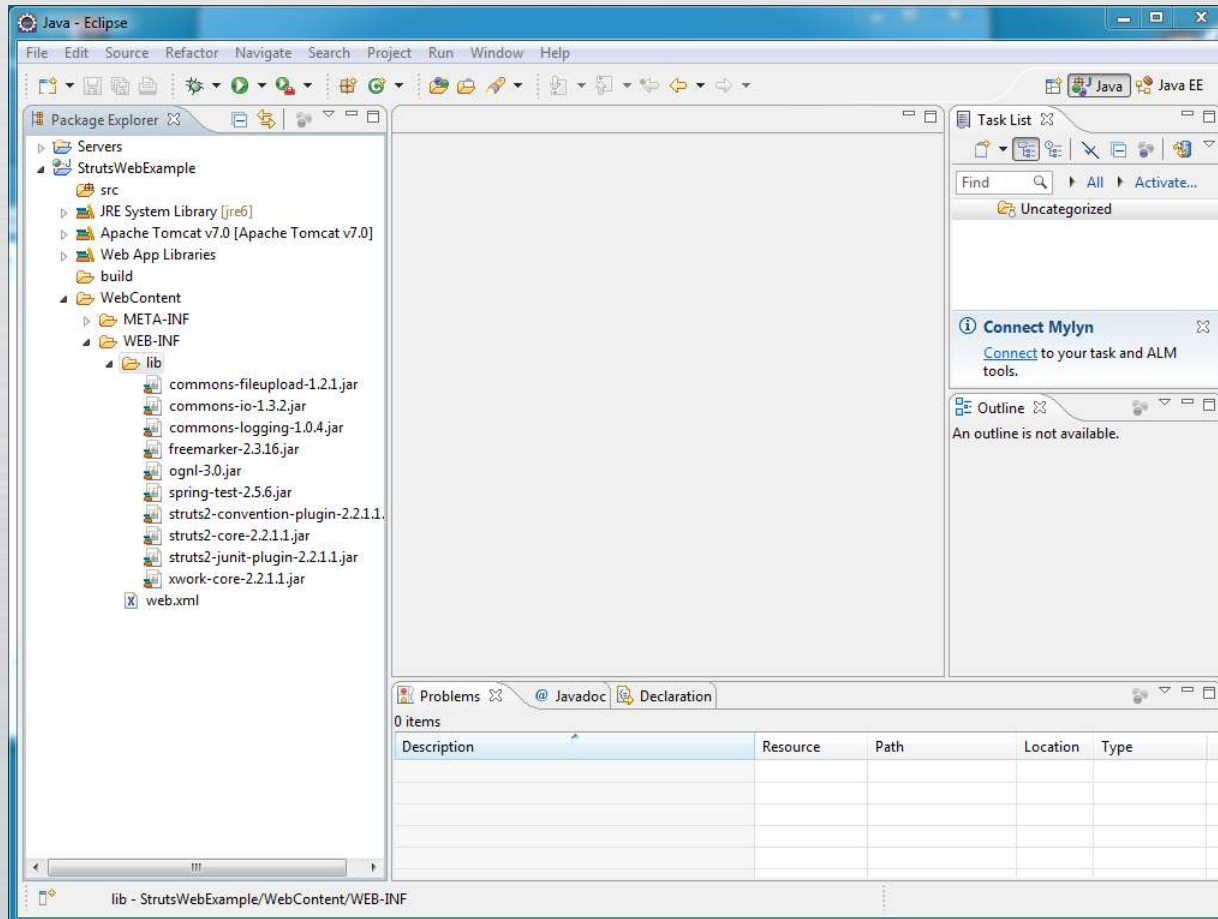 Java - Eclipse
File Edit Source Refactor Navigate Search Project Run Window Help
Java Java EE
Package Explorer
Servers
StrutsWebExample
src
JRE System Library [jre6]
Apache Tomcat v7.0 [Apache Tomcat v7.0]
Web App Libraries
build
WebContent
META-INF
WEB-INF
lib
commons-fileupload-1.2.1.jar
commons-io-1.3.2.jar
commons-logging-1.0.4.jar
freemarker-2.3.16.jar
ognl-3.0.jar
spring-test-2.5.6.jar
struts2-convention-plugin-2.2.1.1.
struts2-core-2.2.1.1.jar
struts2-junit-plugin-2.2.1.1.jar
xwork-core-2.2.1.1.jar
web.xml
Task List
Find All Activate...
Uncategorized
Connect Mylyn
Connect to your task and ALM
tools.
Outline
An outline is not available.
Problems @ Javadoc Declaration
0 items
Description Resource Path Location Type
lib - StrutsWebExample/WebContent/WEB-INF